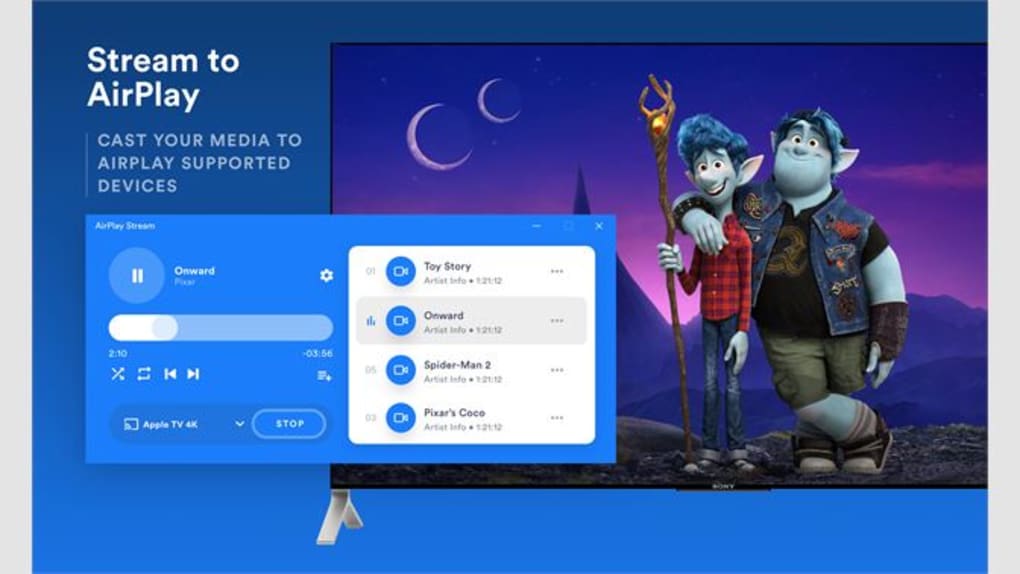 Stream to
AirPlay
CAST YOUR MEDIA TO
AIRPLAY SUPPORTED
DEVICES
AirPlay Stream
Onward
Pixar
2:10
-03:56
Apple TV 4K
STOP
01
Toy Story
Artist Info • 1:21:12
Onward
Artist Info • 1:21:12
05
Spider-Man 2
Artist Info • 1:21:12
03
Pixar's Coco
Artist Info • 1:21:12
SONY